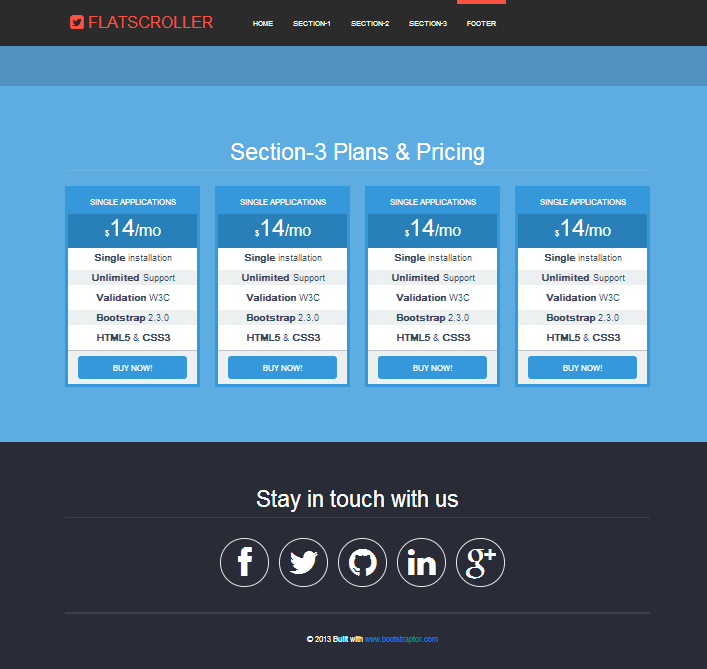 FLATSCROLLER HOME SECTION-1 SECTION-2 SECTION-3 FOOTER
Section-3 Plans & Pricing
SINGLE APPLICATIONS SINGLE APPLICATIONS SINGLE APPLICATIONS SINGLE APPLICATIONS
$14/mo $14/mo $14/mo $14/mo
Single installation Single installation Single installation Single installation
Unlimited Support Unlimited Support Unlimited Support Unlimited Support
Validation W3C Validation W3C Validation W3C Validation W3C
Bootstrap 2.3.0 Bootstrap 2.3.0 Bootstrap 2.3.0 Bootstrap 2.3.0
HTML5 & CSS3 HTML5 & CSS3 HTML5 & CSS3 HTML5 & CSS3
BUY NOW! BUY NOW! BUY NOW! BUY NOW!
Stay in touch with us
© 2013 Built with www.bootstraptor.com